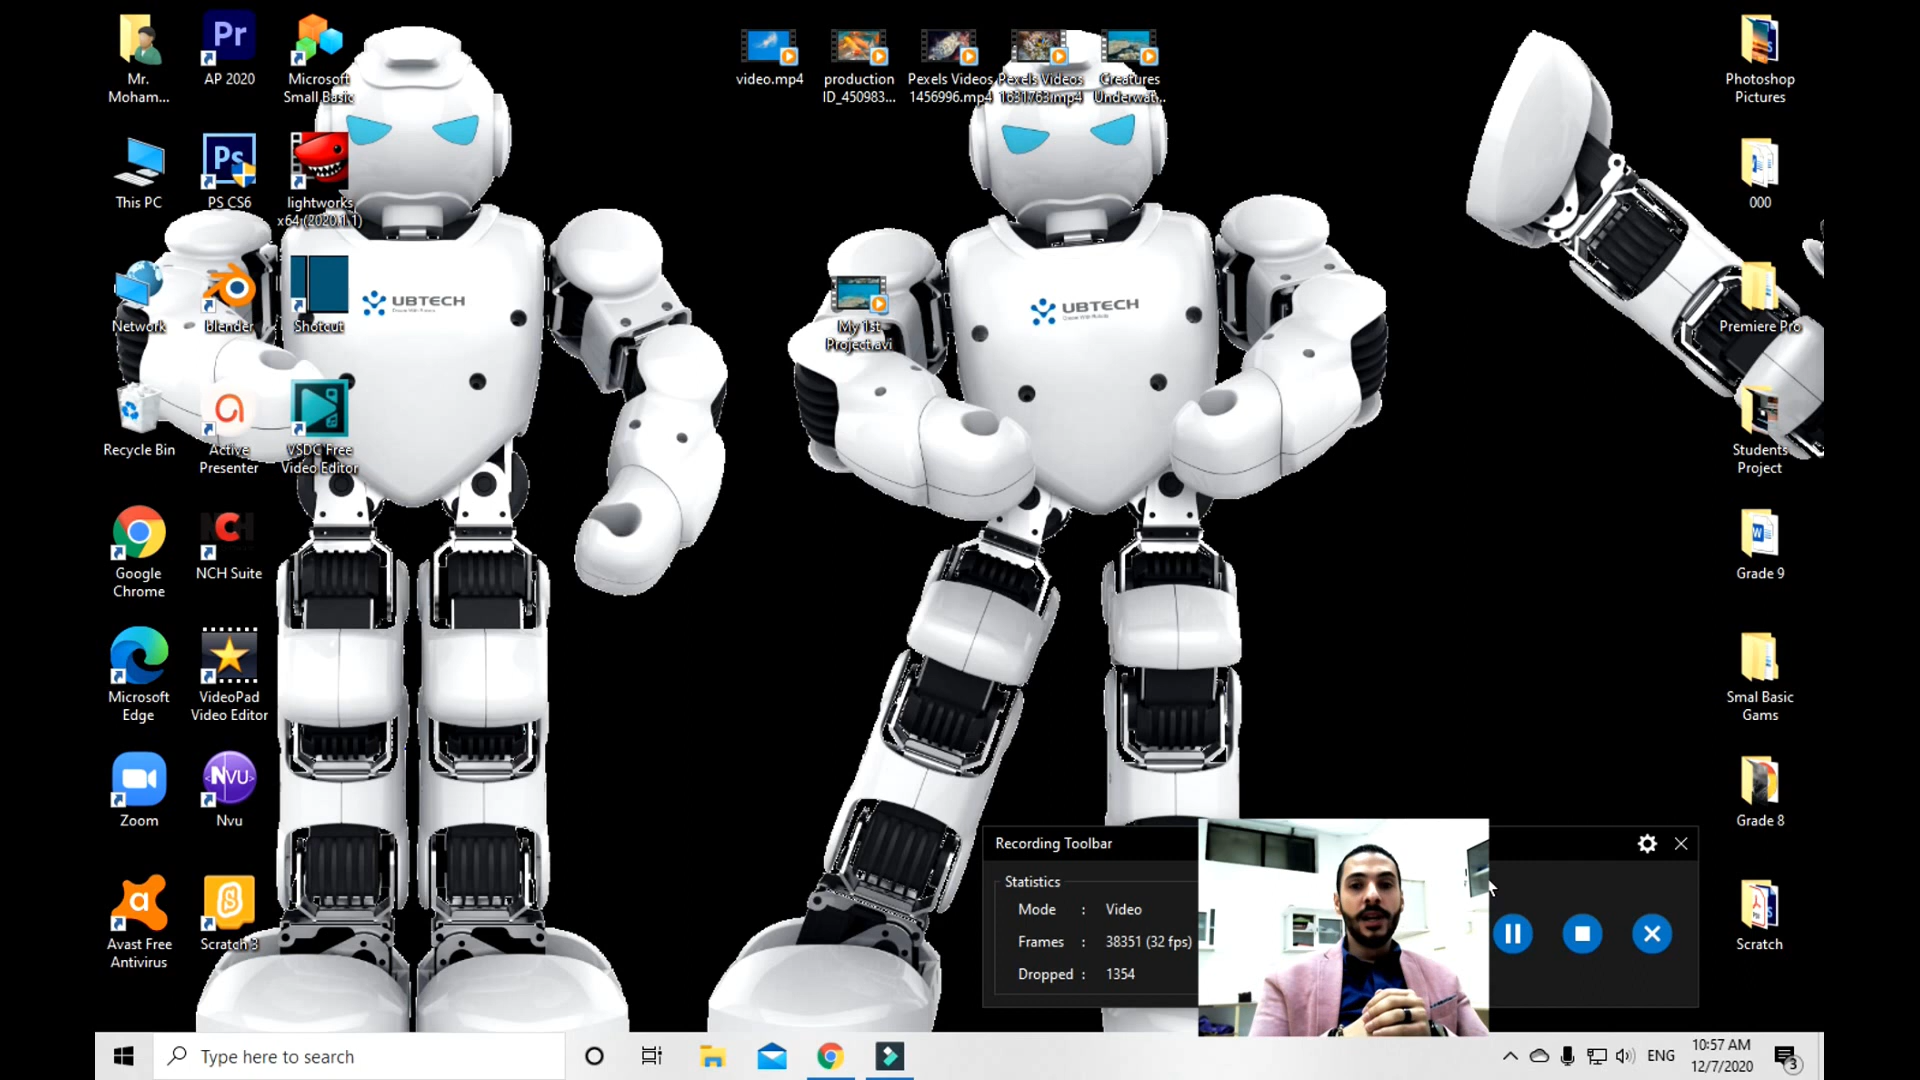 Mr.
Moham...
Pr
AP 2020
Microsoft
Small Basic
video.mp4
production
ID_450983...
Pexels Videos
1456996.mp4
Pexels Videos
1631763.mp4
Creatures
Underwat...
Photoshop
Pictures
This PC
Ps
PS CS6
lightworks
x64 (2020.1.1)
000
Network
blender
Shotcut
UBTECH
UBTECH
My 1st
Project.avi
Premiere Pro
Recycle Bin
Active
Presenter
VSDC Free
Video Editor
Students
Project
Google
Chrome
NCH
NCH Suite
Grade 9
Microsoft
Edge
VideoPad
Video Editor
Smal Basic
Gams
Zoom
NVU
Nvu
Grade 8
Avast Free
Antivirus
Scratch 3
Scratch
Recording Toolbar
Statistics
Mode : Video
Frames : 38351 (32 fps)
Dropped : 1354
Type here to search
ENG
10:57 AM
12/7/2020
3